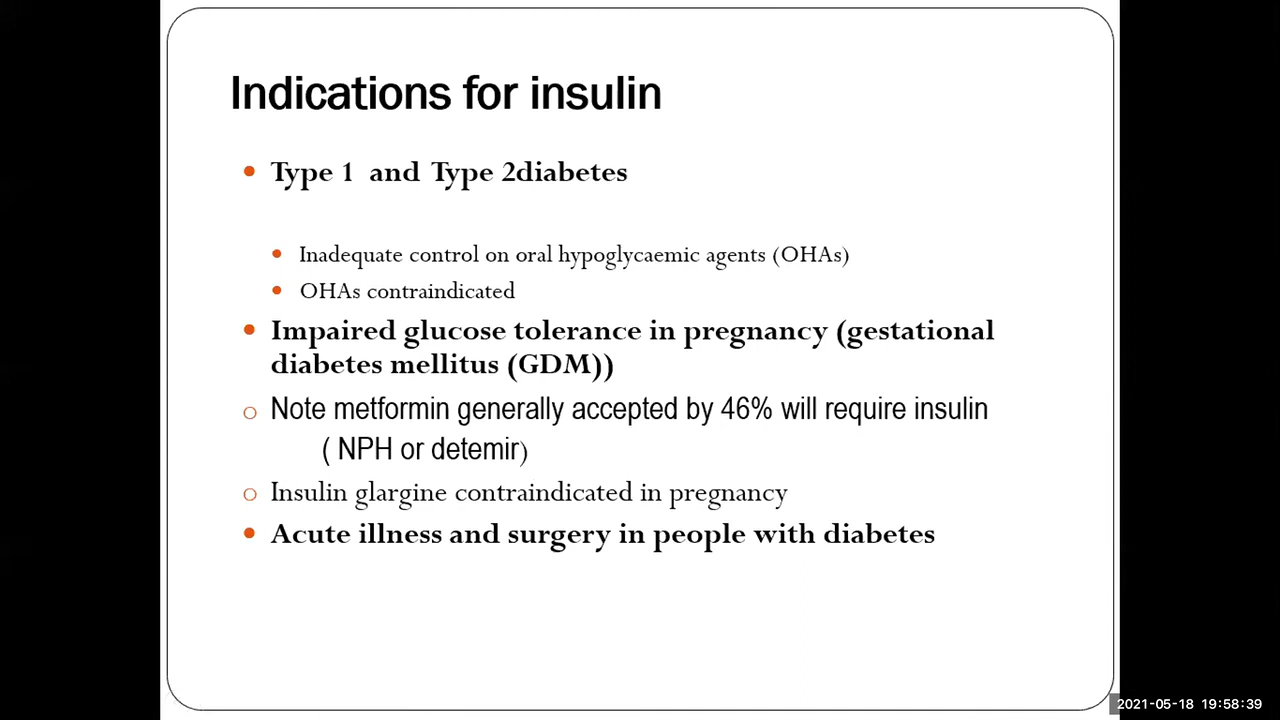 Indications for insulin
Type 1 and Type 2diabetes
Inadequate control on oral hypoglycaemic agents (OHAs)
OHAs contraindicated
Impaired glucose tolerance in pregnancy (gestational
diabetes mellitus (GDM))
Note metformin generally accepted by 46% will require insulin
( NPH or detemir)
Insulin glargine contraindicated in pregnancy
Acute illness and surgery in people with diabetes
2021-05-18 19:58:39